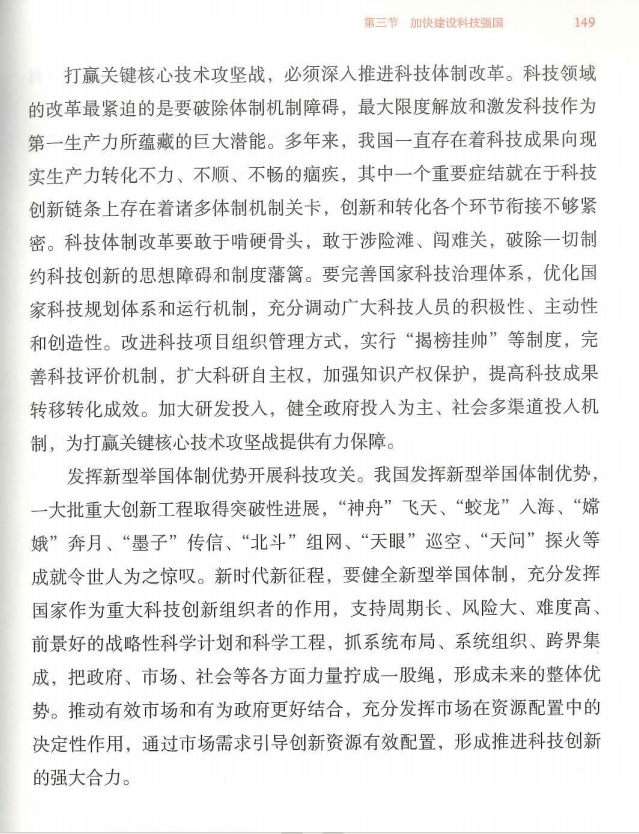 第三节 加快建设科技强国 149
打赢关键核心技术攻坚战，必须深入推进科技体制改革。科技领域
的改革最紧迫的是要破除体制机制障碍，最大限度解放和激发科技作为
第一生产力所蕴藏的巨大潜能。多年来，我国一直存在着科技成果向现
实生产力转化不力、不顺、不畅的痼疾，其中一个重要症结就在于科技
创新链条上存在着诸多体制机制关卡，创新和转化各个环节衔接不够紧
密。科技体制改革要敢于啃硬骨头，敢于涉险滩、闯难关，破除一切制
约科技创新的思想障碍和制度藩篱。要完善国家科技治理体系，优化国
家科技规划体系和运行机制，充分调动广大科技人员的积极性、主动性
和创造性。改进科技项目组织管理方式，实行“揭榜挂帅”等制度，完
善科技评价机制，扩大科研自主权，加强知识产权保护，提高科技成果
转移转化成效。加大研发投入，健全政府投入为主、社会多渠道投入机
制，为打赢关键核心技术攻坚战提供有力保障。
发挥新型举国体制优势开展科技攻关。我国发挥新型举国体制优势，
一大批重大创新工程取得突破性进展，“神舟”飞天、“蛟龙”入海、“嫦
娥”奔月、“墨子”传信、“北斗”组网、“天眼”巡空、“天问”探火等
成就令世人为之惊叹。新时代新征程，要健全新型举国体制，充分发挥
国家作为重大科技创新组织者的作用，支持周期长、风险大、难度高、
前景好的战略性科学计划和科学工程，抓系统布局、系统组织、跨界集
成，把政府、市场、社会等各方面力量拧成一股绳，形成未来的整体优
势。推动有效市场和有为政府更好结合，充分发挥市场在资源配置中的
决定性作用，通过市场需求引导创新资源有效配置，形成推进科技创新
的强大合力。